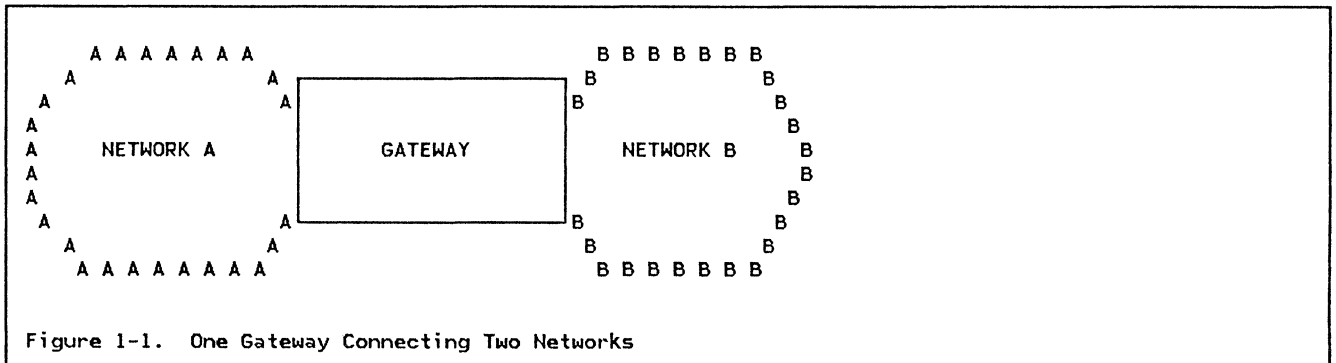 A A A A A A A B B B B B B B
A A B B
A A B B
A B
A NETWORK A GATEWAY NETWORK B B
A B
A B
A A B B
A A B B
A A A A A A A A B B B B B B B
Figure 1-1. One Gateway Connecting Two Networks